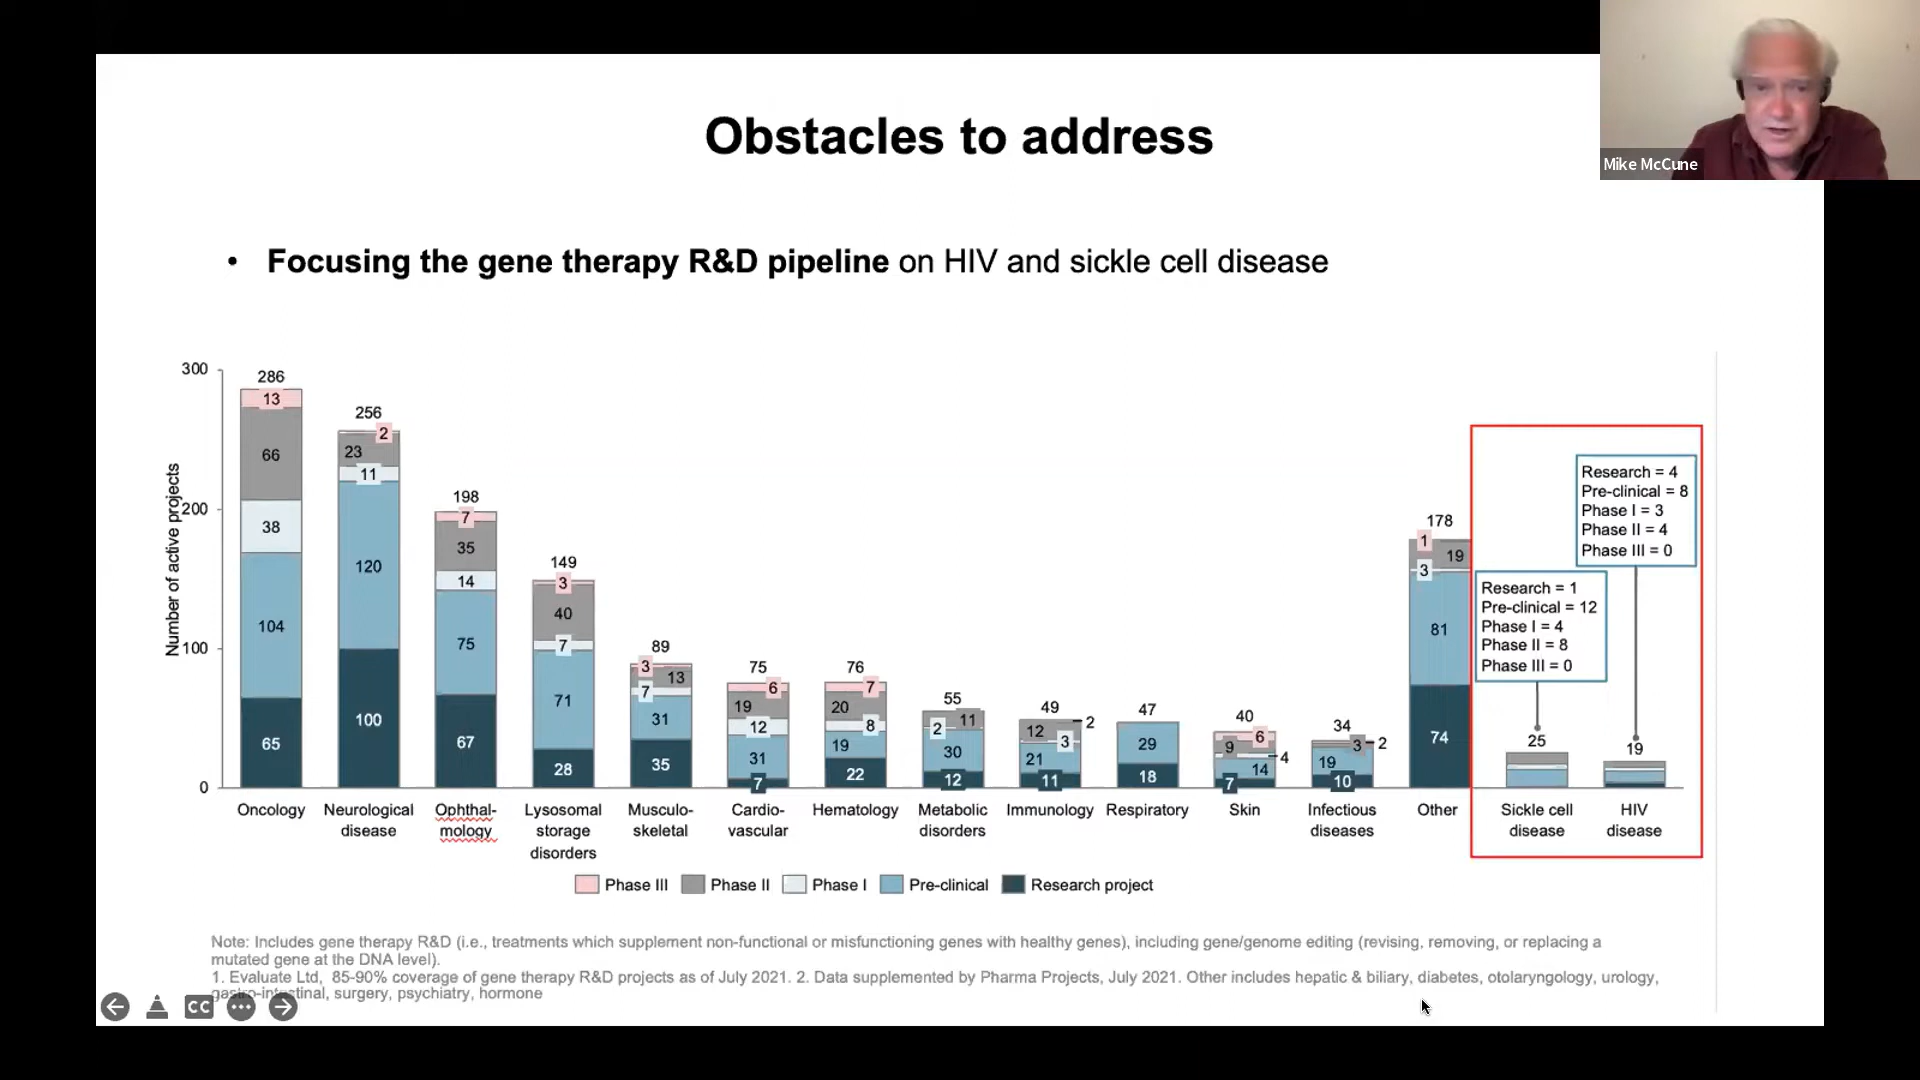 Obstacles to address
Mike McCune
• Focusing the gene therapy R&D pipeline on HIV and sickle cell disease
Number of active projects
300
200
100
0
286
13
66
38
104
65
256
2
23
11
120
100
198
7
35
14
75
67
149
3
40
7
71
28
89
3
13
7
31
35
75
6
19
12
31
7
76
7
20
8
19
22
55
11
2
30
12
49
2
12
3
21
11
47
29
18
40
6
9
4
14
7
34
2
3
19
10
178
1
19
3
81
74
Research = 1
Pre-clinical = 12
Phase I = 4
Phase II = 8
Phase III = 0
25
Research = 4
Pre-clinical = 8
Phase I = 3
Phase II = 4
Phase III = 0
19
Oncology
Neurological
disease
Ophthal-
mology
Lysosomal
storage
disorders
Musculo-
skeletal
Cardio-
vascular
Hematology
Metabolic
disorders
Immunology
Respiratory
Skin
Infectious
diseases
Other
Sickle cell
disease
HIV
disease
Phase III
Phase II
Phase I
Pre-clinical
Research project
Note: Includes gene therapy R&D (i.e., treatments which supplement non-functional or misfunctioning genes with healthy genes), including gene/genome editing (revising, removing, or replacing a
mutated gene at the DNA level).
1. Evaluate Ltd, 85-90% coverage of gene therapy R&D projects as of July 2021. 2. Data supplemented by Pharma Projects, July 2021. Other includes hepatic & biliary, diabetes, otolaryngology, urology,
gastro-intestinal, surgery, psychiatry, hormone
CC